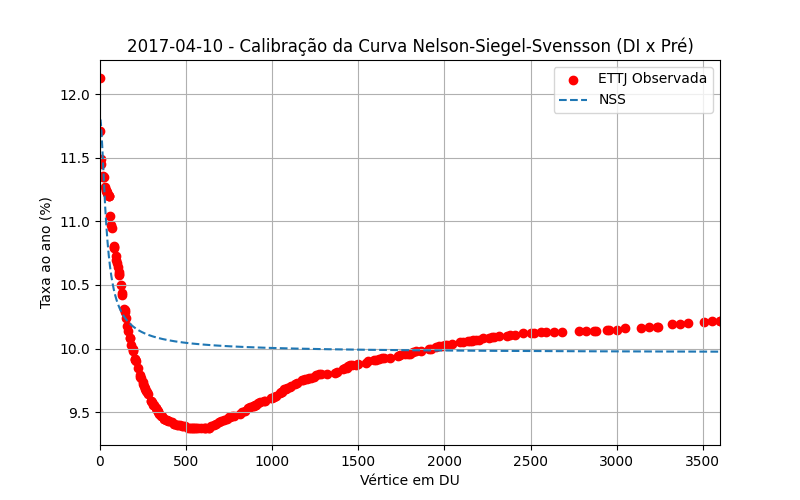 2017-04-10 - Calibração da Curva Nelson-Siegel-Svensson (DI x Pré)
ETTJ Observada
NSS
Taxa ao ano (%)
12.0
11.5
11.0
10.5
10.0
9.5
0 500 1000 1500 2000 2500 3000 3500
Vértice em DU